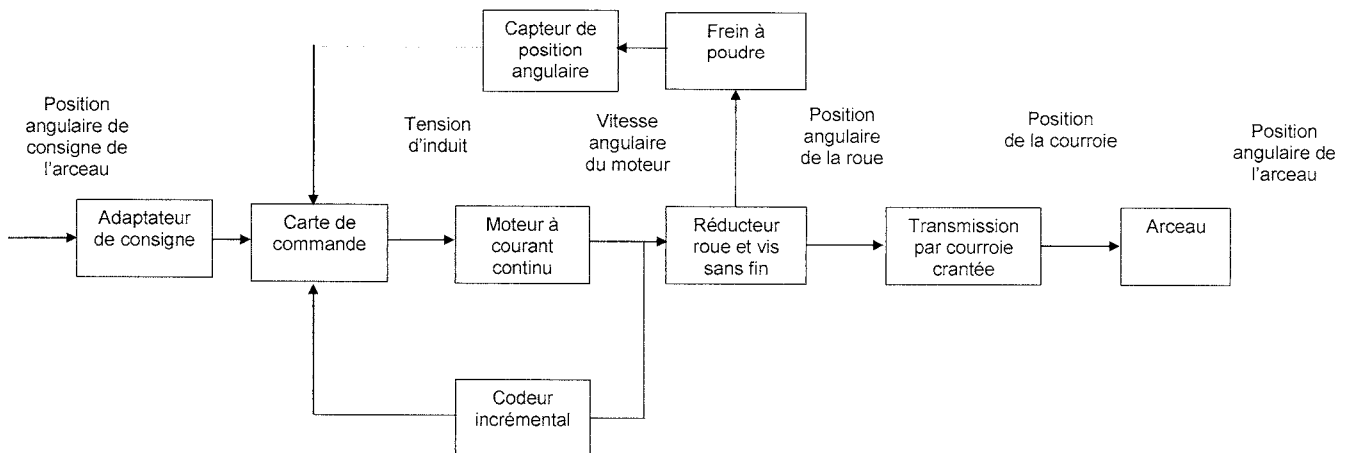 Capteur de
position
angulaire
Frein à
poudre
Position
angulaire de
consigne de
l'arceau
Tension
d'induit
Vitesse
angulaire
du moteur
Position
angulaire
de la roue
Position
de la courroie
Position
angulaire de
l'arceau
Adaptateur
de consigne
Carte de
commande
Moteur à
courant
continu
Réducteur
roue et vis
sans fin
Transmission
par courroie
crantée
Arceau
Codeur
incrémental